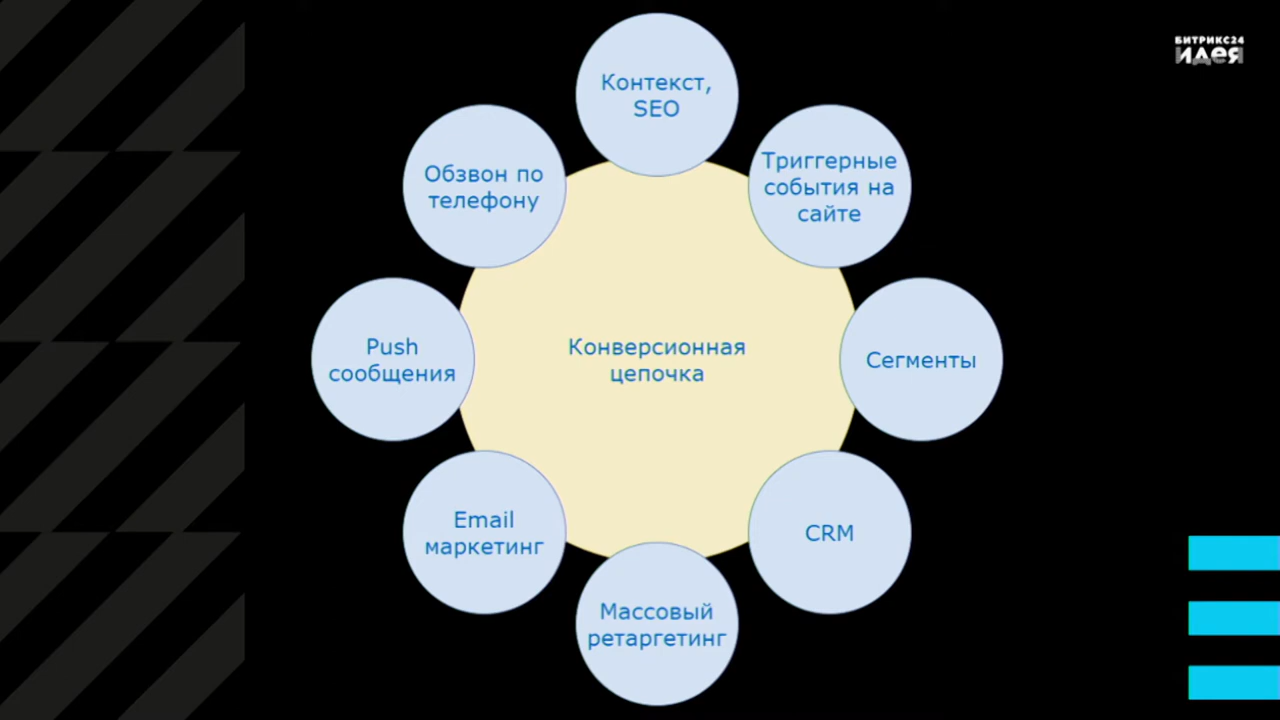 БИТРИКС24
идея
Контекст,
SEO
Триггерные
события на
сайте
Сегменты
CRM
Массовый
ретаргетинг
Email
маркетинг
Push
сообщения
Обзвон по
телефону
Конверсионная
цепочка